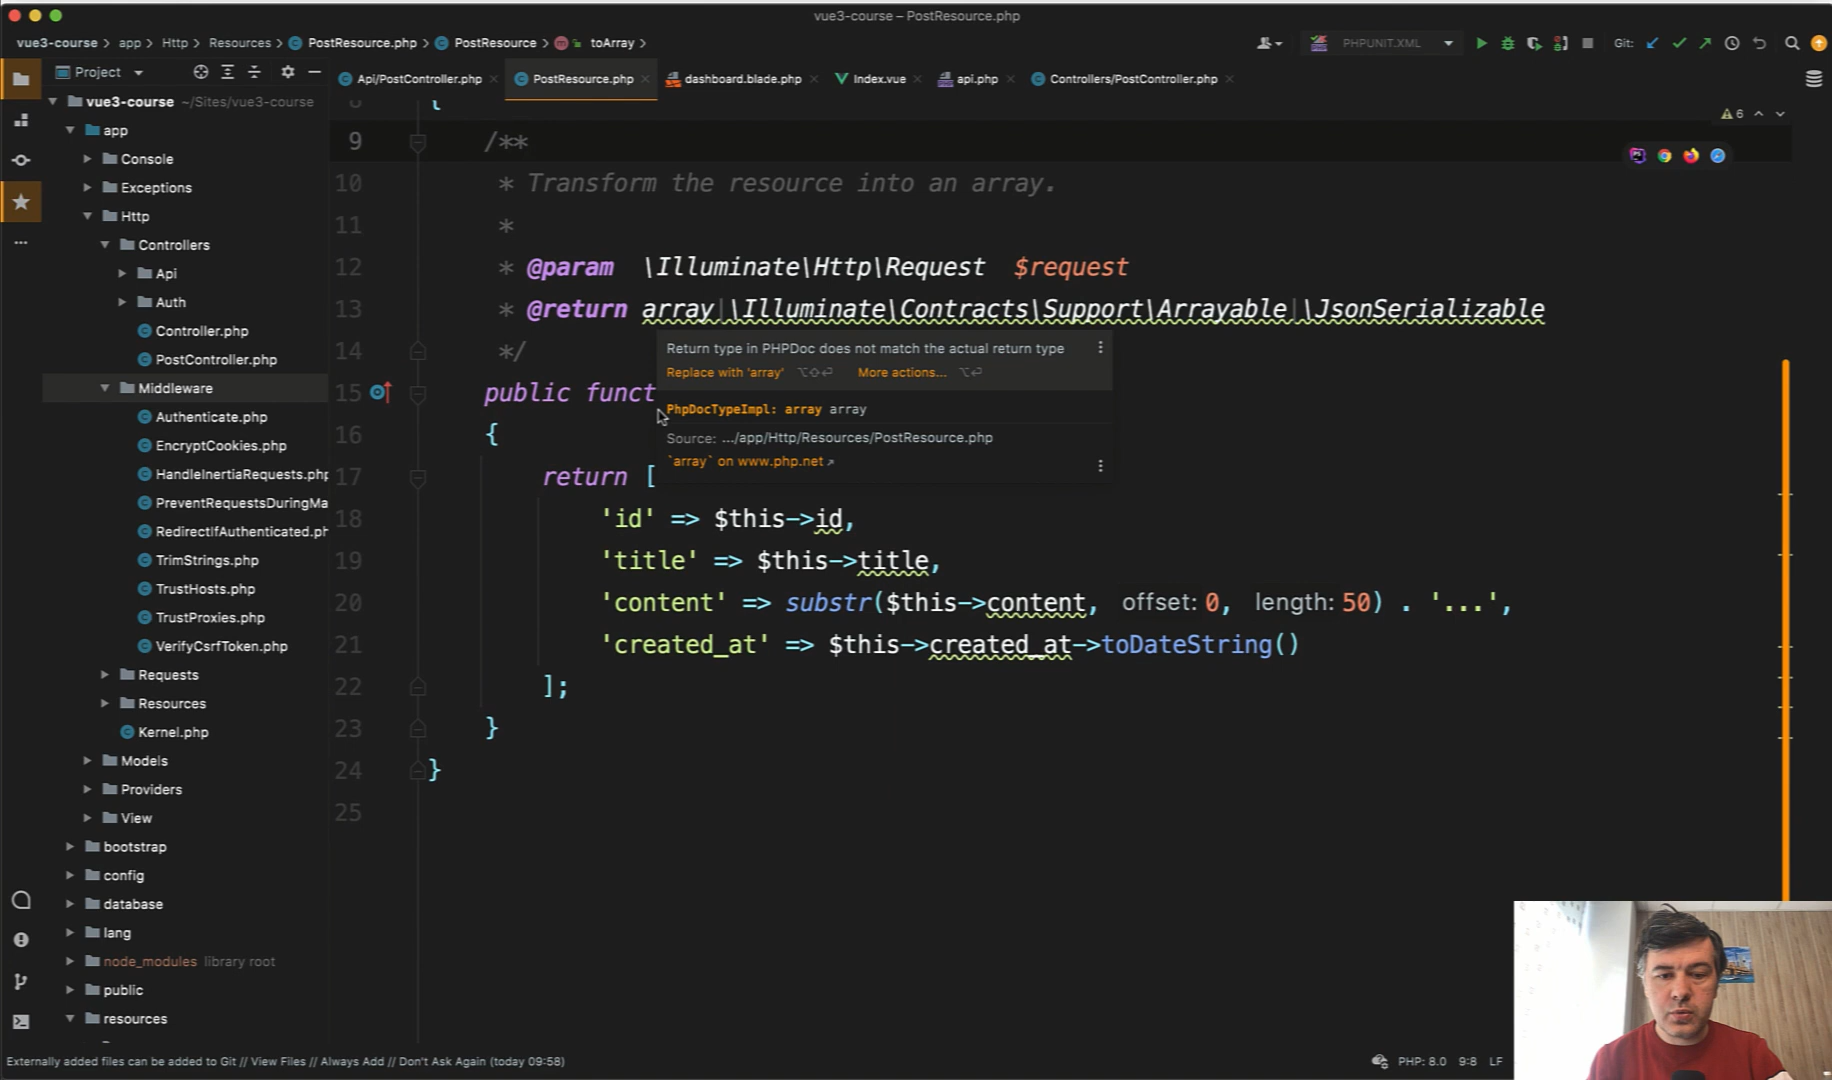 vue3-course – PostResource.php
vue3-course > app > Http > Resources > PostResource.php > PostResource > toArray >
PHPUNIT.XML
Git:
Project
Api/PostController.php
PostResource.php
dashboard.blade.php
Index.vue
api.php
Controllers/PostController.php
vue3-course ~/Sites/vue3-course
app
Console
Exceptions
Http
Controllers
Api
Auth
Controller.php
PostController.php
Middleware
Authenticate.php
EncryptCookies.php
HandleInertiaRequests.php
PreventRequestsDuringMa
RedirectIfAuthenticated.ph
TrimStrings.php
TrustHosts.php
TrustProxies.php
VerifyCsrfToken.php
Requests
Resources
Kernel.php
Models
Providers
View
bootstrap
config
database
lang
node_modules library root
public
resources
6
8 {
9 /**
10 * Transform the resource into an array.
11 *
12 * @param \Illuminate\Http\Request $request
13 * @return array|\Illuminate\Contracts\Support\Arrayable|\JsonSerializable
14 */
15 public funct
16 {
17 return [
18 'id' => $this->id,
19 'title' => $this->title,
20 'content' => substr($this->content, offset: 0, length: 50) . '...',
21 'created_at' => $this->created_at->toDateString()
22 ];
23 }
24 }
25
Return type in PHPDoc does not match the actual return type
Replace with 'array' ⌥⇧⏎ More actions... ⌥⏎
PhpDocTypeImpl: array array
Source: .../app/Http/Resources/PostResource.php
`array` on www.php.net
Externally added files can be added to Git // View Files // Always Add // Don't Ask Again (today 09:58)
PHP: 8.0 9:8 LF